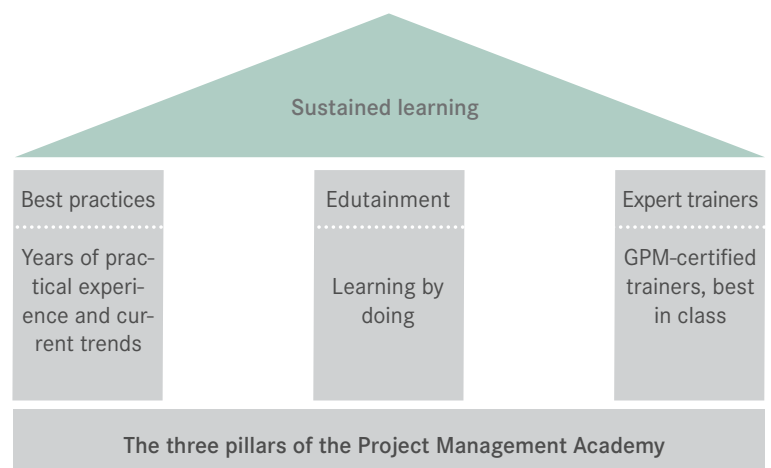 Sustained learning
Best practices
Years of prac-
tical experi-
ence and cur-
rent trends
Edutainment
Learning by
doing
Expert trainers
GPM-certified
trainers, best
in class
The three pillars of the Project Management Academy